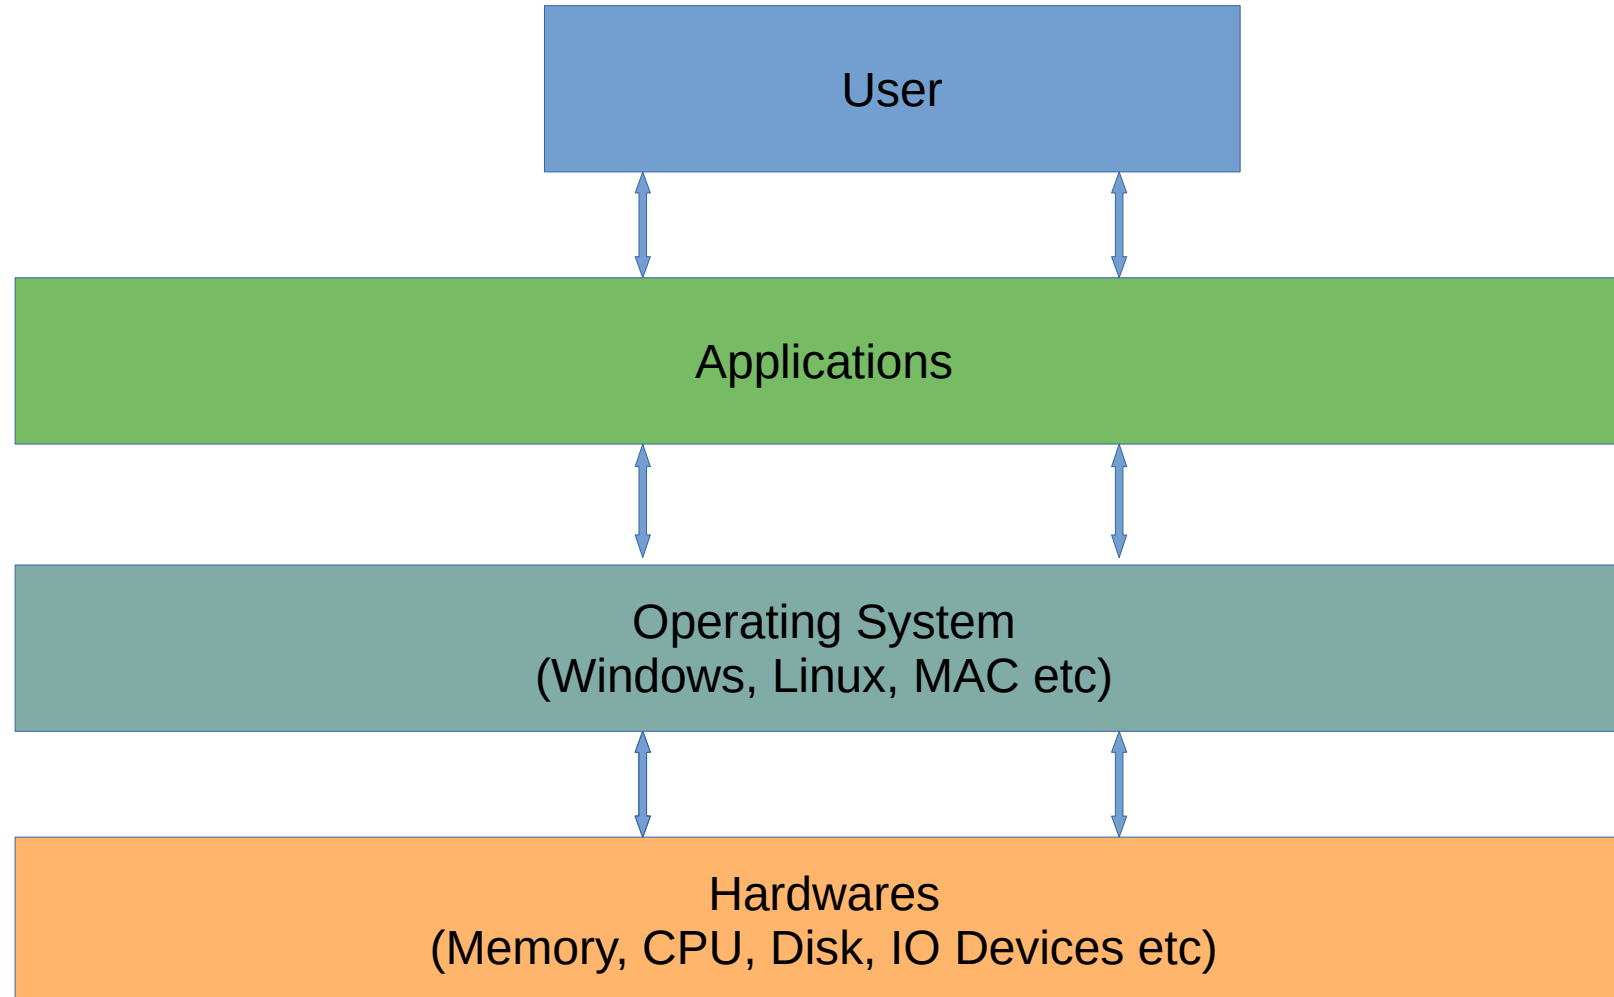 User
Applications
Operating System
(Windows, Linux, MAC etc)
Hardwares
(Memory, CPU, Disk, IO Devices etc)